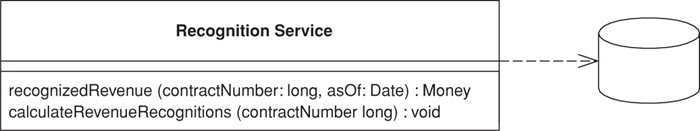 Recognition Service
recognizedRevenue (contractNumber: long, asOf: Date) : Money
calculateRevenueRecognitions (contractNumber long) : void